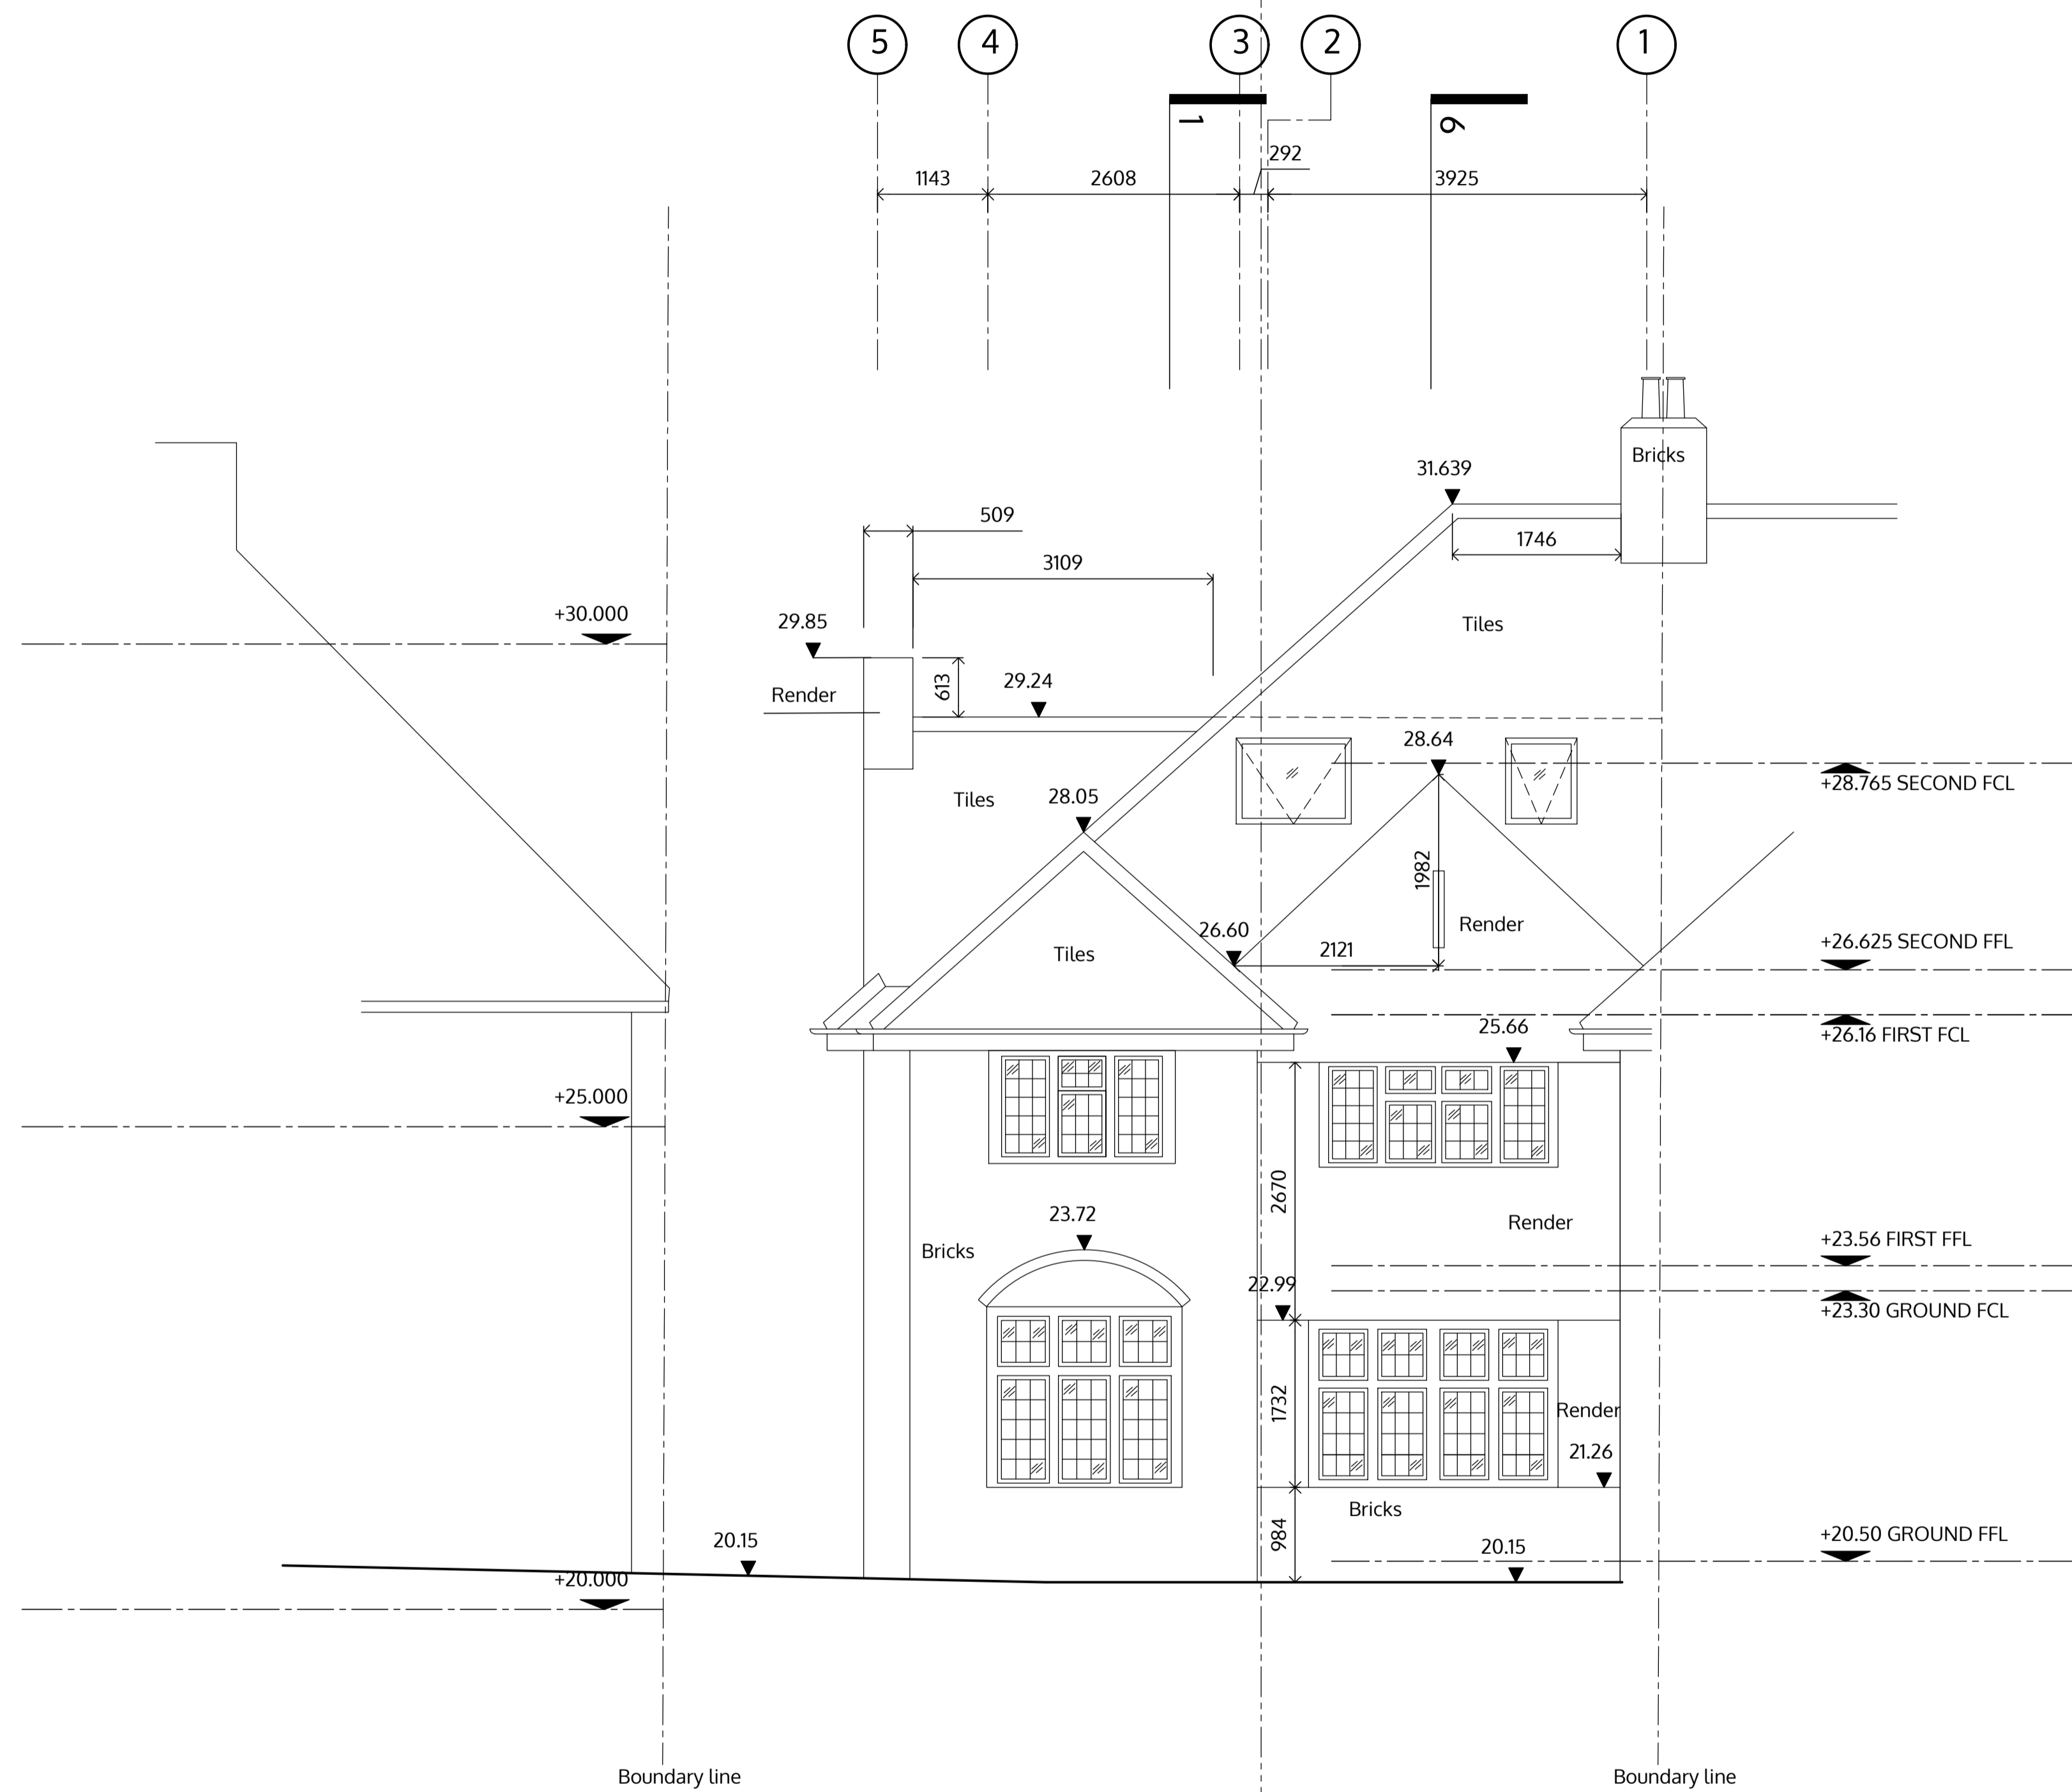 5 4 3 2 1
1 6
292
1143 2608 3925
Bricks
31.639
509
1746
3109
+30.000 29.85 Tiles
613 29.24
Render
28.64
+28.765 SECOND FCL
Tiles 28.05
1982
26.60 Render
2121 +26.625 SECOND FFL
Tiles
25.66 +26.16 FIRST FCL
+25.000
2670
23.72 Render
Bricks +23.56 FIRST FFL
22.99
+23.30 GROUND FCL
1732 Render
21.26
Bricks
984
20.15 20.15 +20.50 GROUND FFL
+20.000
Boundary line Boundary line